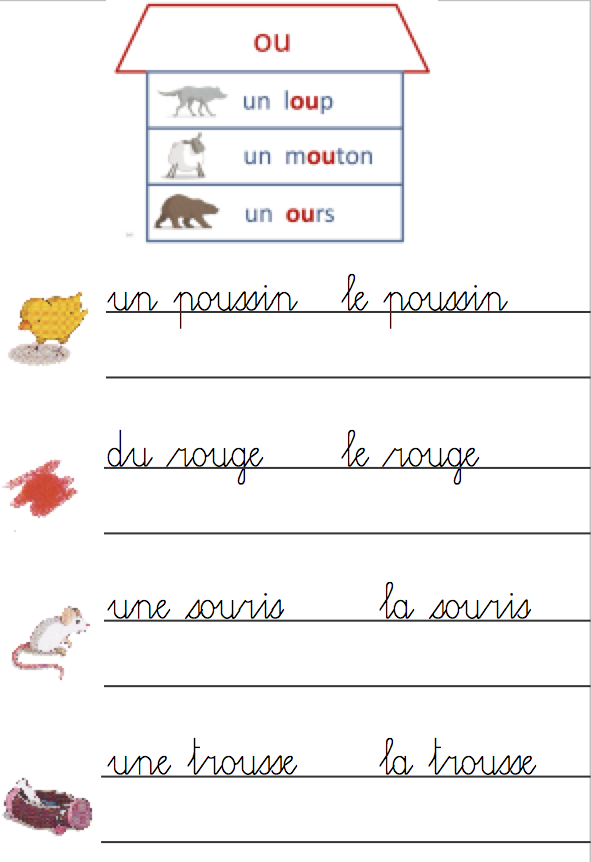 ou
un loup
un mouton
un ours
un poussin le poussin
du rouge le rouge
une souris la souris
une trousse la trousse